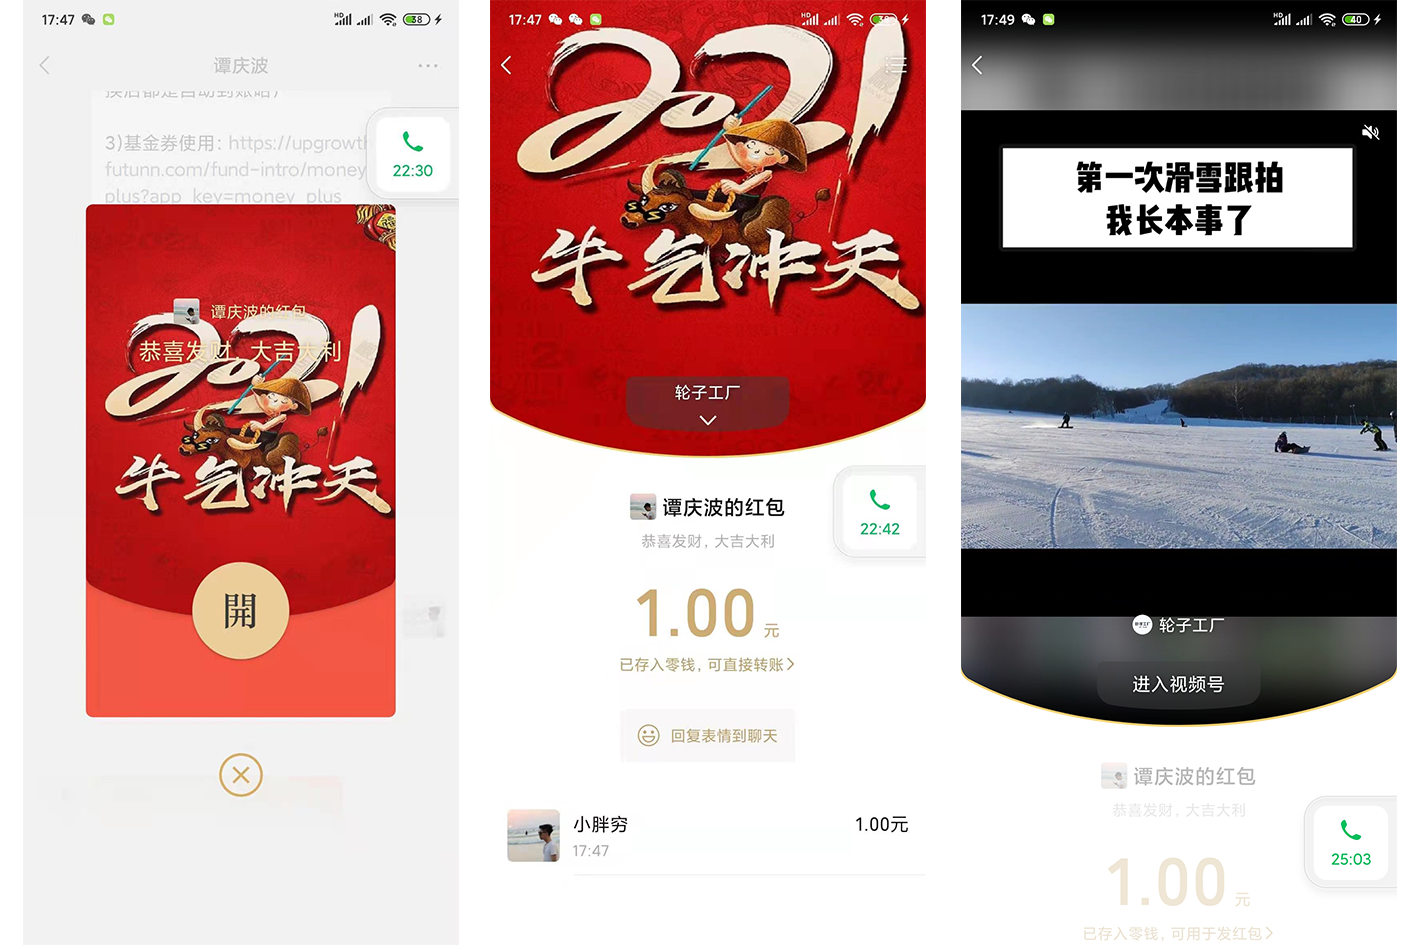 17:47
HD
38
谭庆波
换后都是自动到账哈）
3)基金券使用: https://upgrowth
futunn.com/fund-intro/money
plus?app_key=money_plus
22:30
谭庆波的红包
恭喜发财，大吉大利
2021
牛气冲天
開
17:47
HD
38
2021
牛气冲天
轮子工厂
谭庆波的红包
恭喜发财，大吉大利
22:42
1.00 元
已存入零钱，可直接转账
回复表情到聊天
小胖穷
1.00元
17:47
17:49
HD
40
第一次滑雪跟拍
我长本事了
轮子工厂
进入视频号
谭庆波的红包
恭喜发财，大吉大利
25:03
1.00 元
已存入零钱，可用于发红包